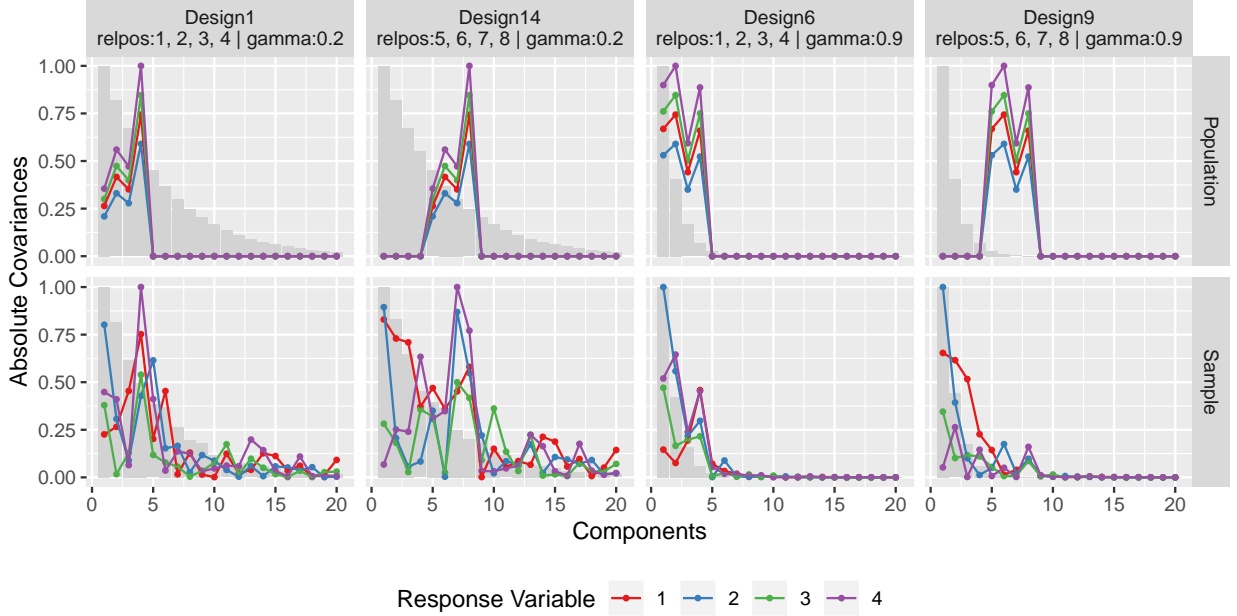 Design1
relpos:1, 2, 3, 4 | gamma:0.2
Design14
relpos:5, 6, 7, 8 | gamma:0.2
Design6
relpos:1, 2, 3, 4 | gamma:0.9
Design9
relpos:5, 6, 7, 8 | gamma:0.9
Absolute Covariances
1.00
0.75
0.50
0.25
0.00
Population
1.00
0.75
0.50
0.25
0.00
Sample
0 5 10 15 20
0 5 10 15 20
0 5 10 15 20
0 5 10 15 20
Components
Response Variable 1 2 3 4